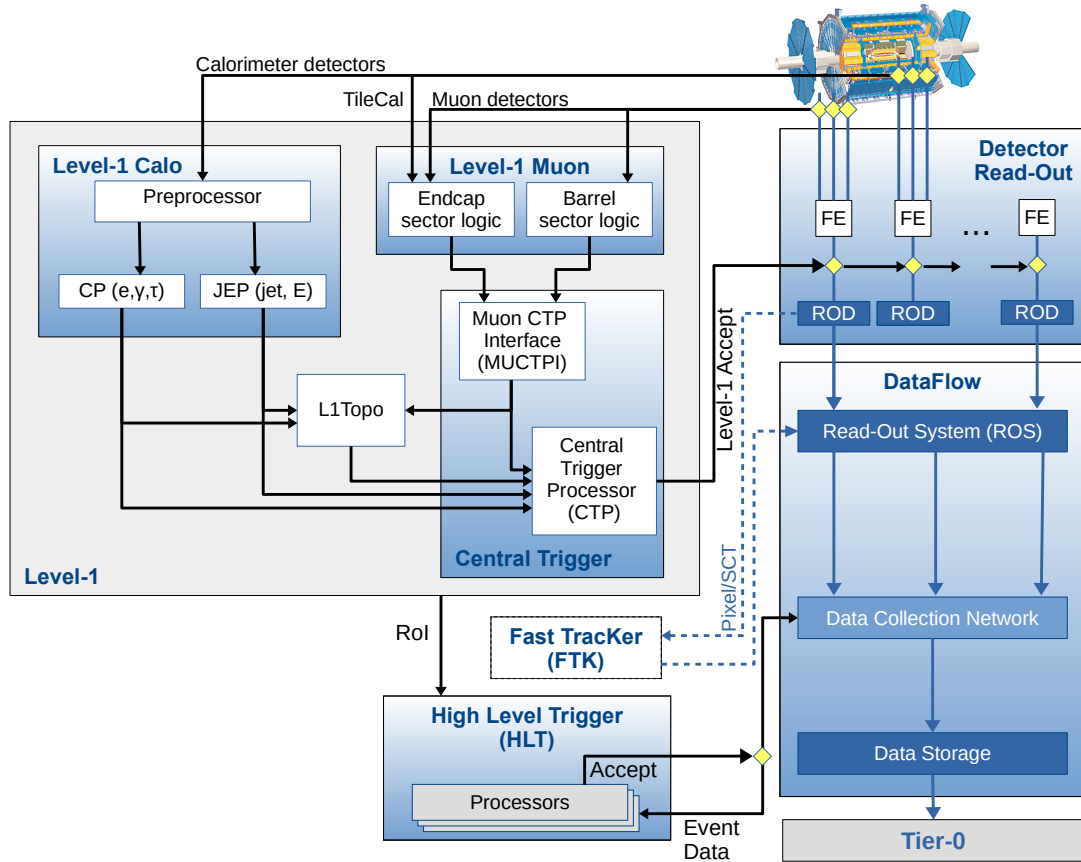 Calorimeter detectors
TileCal
Muon detectors
Level-1 Calo
Preprocessor
CP (e,γ,τ)
JEP (jet, E)
Level-1 Muon
Endcap
sector logic
Barrel
sector logic
Muon CTP
Interface
(MUCTPI)
L1Topo
Central
Trigger
Processor
(CTP)
Central Trigger
Level-1
Level-1 Accept
Detector
Read-Out
FE
FE
...
FE
ROD
ROD
ROD
DataFlow
Read-Out System (ROS)
Data Collection Network
Data Storage
Tier-0
Pixel/SCT
RoI
Fast TracKer
(FTK)
High Level Trigger
(HLT)
Accept
Processors
Event
Data